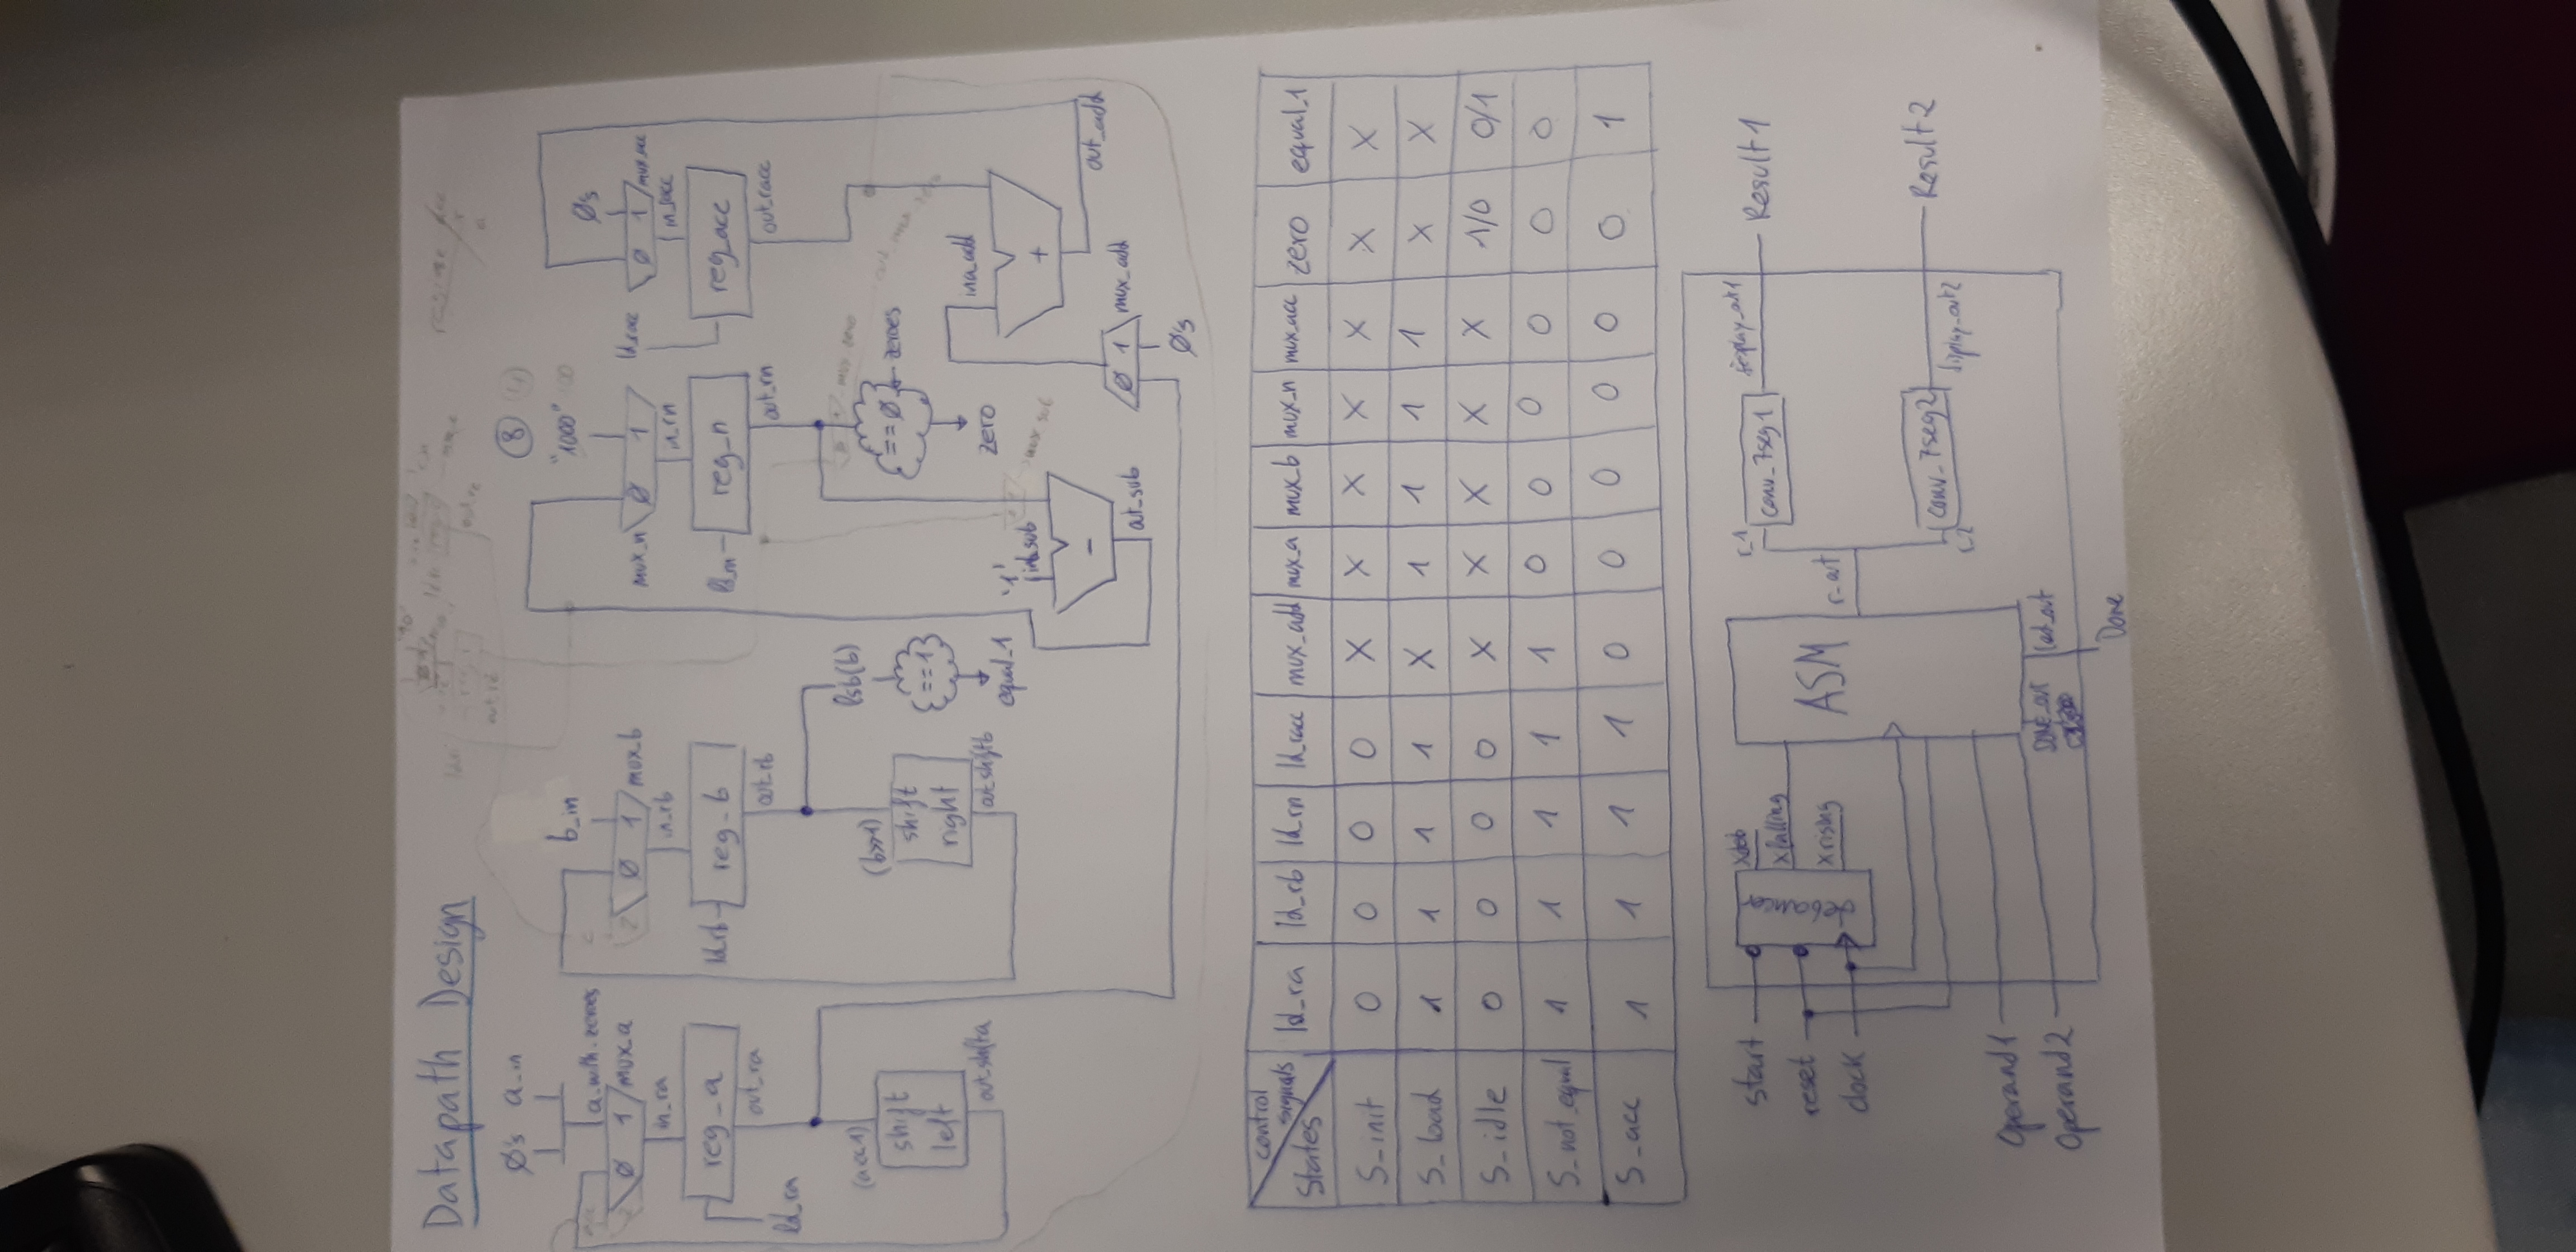 Datapath Design
Ø's a_in
a_with_zeroes
Ø 1 mux_a
in_ra
reg_a
out_ra
ld_ra
(a<<1)
shift
left
out_shifta
b_in
Ø 1 mux_b
in_rb
ld_rb reg_b
out_rb
lsb(b)
(b>>1)
shift
right
out_shiftb
==1
equal_1
8
"1000"
mux_n Ø 1
in_rn
ld_rn reg_n
out_rn
==Ø zeroes
zero
'1' inb_sub
-
out_sub
Ø's
ld_racc Ø 1 mux_acc
in_racc
reg_acc
out_racc
ina_add
+
out_add
Ø 1 mux_add
Ø's
control signals States ld_ra ld_rb ld_rn ld_racc mux_add mux_a mux_b mux_n mux_acc zero equal_1
S_init 0 0 0 0 X X X X X X X
S_load 1 1 1 1 X 1 1 1 1 X X
S_idle 0 0 0 0 X X X X X 1/0 0/1
S_not_equal 1 1 1 1 1 0 0 0 0 0 0
S_acc 1 1 1 1 0 0 0 0 0 0 1
start
reset
clock
debouncer
xdeb
xfalling
xrising
ASM
r_out
r_1
conv_7seg1
display_out1
Result1
r_2
conv_7seg2
display_out2
Result2
Operand1
Operand2
DONE_out
led_out
Done